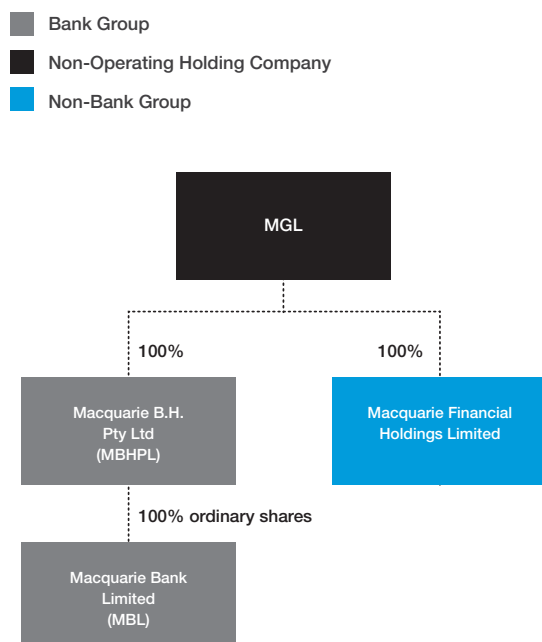 Bank Group
Non-Operating Holding Company
Non-Bank Group
MGL
100%
100%
Macquarie B.H.
Pty Ltd
(MBHPL)
Macquarie Financial
Holdings Limited
100% ordinary shares
Macquarie Bank
Limited
(MBL)